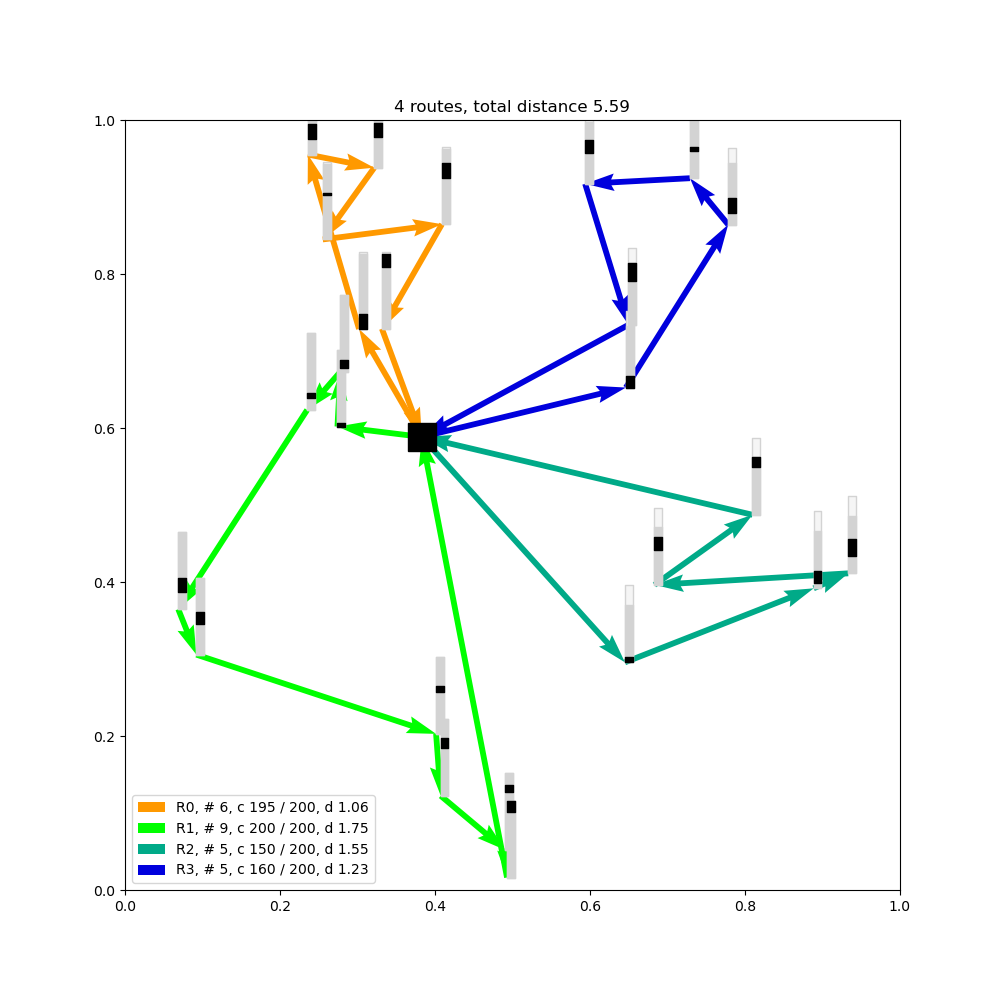 4 routes, total distance 5.59
1.0
0.8
0.6
0.4
0.2
0.0
R0, # 6, c 195 / 200, d 1.06
R1, # 9, c 200 / 200, d 1.75
R2, # 5, c 150 / 200, d 1.55
R3, # 5, c 160 / 200, d 1.23
0.0 0.2 0.4 0.6 0.8 1.0